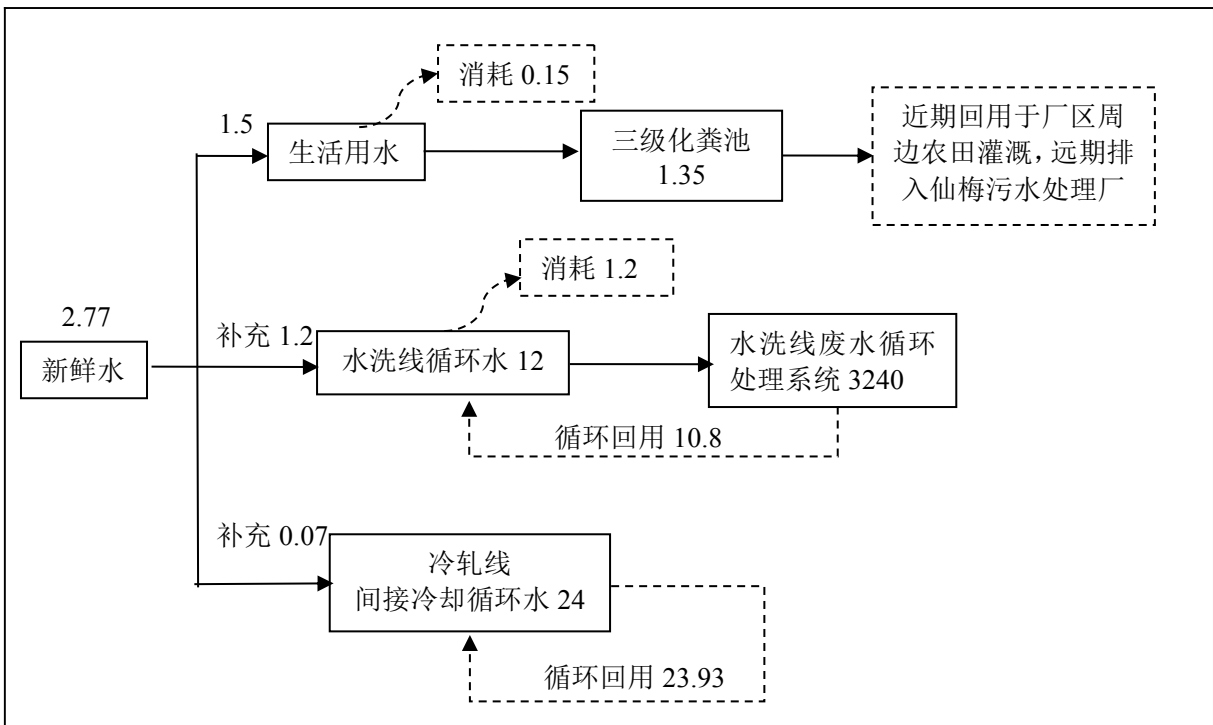 消耗 0.15
1.5
生活用水
三级化粪池
1.35
近期回用于厂区周
边农田灌溉，远期排
入仙梅污水处理厂
消耗 1.2
2.77
新鲜水
补充 1.2
水洗线循环水 12
水洗线废水循环
处理系统 3240
循环回用 10.8
补充 0.07
冷轧线
间接冷却循环水 24
循环回用 23.93